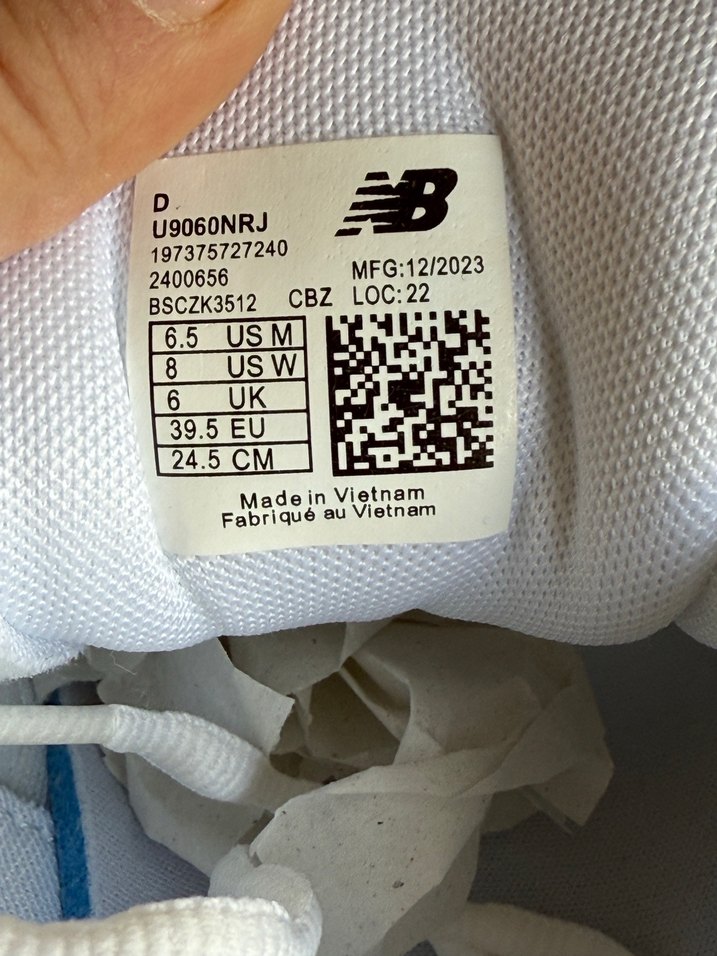 D
NB
U9060NRJ
197375727240
2400656 MFG:12/2023
BSCZK3512 CBZ LOC:22
6.5 US M
8 US W
6 UK
39.5 EU
24.5 CM
Made in Vietnam
Fabriqué au Vietnam